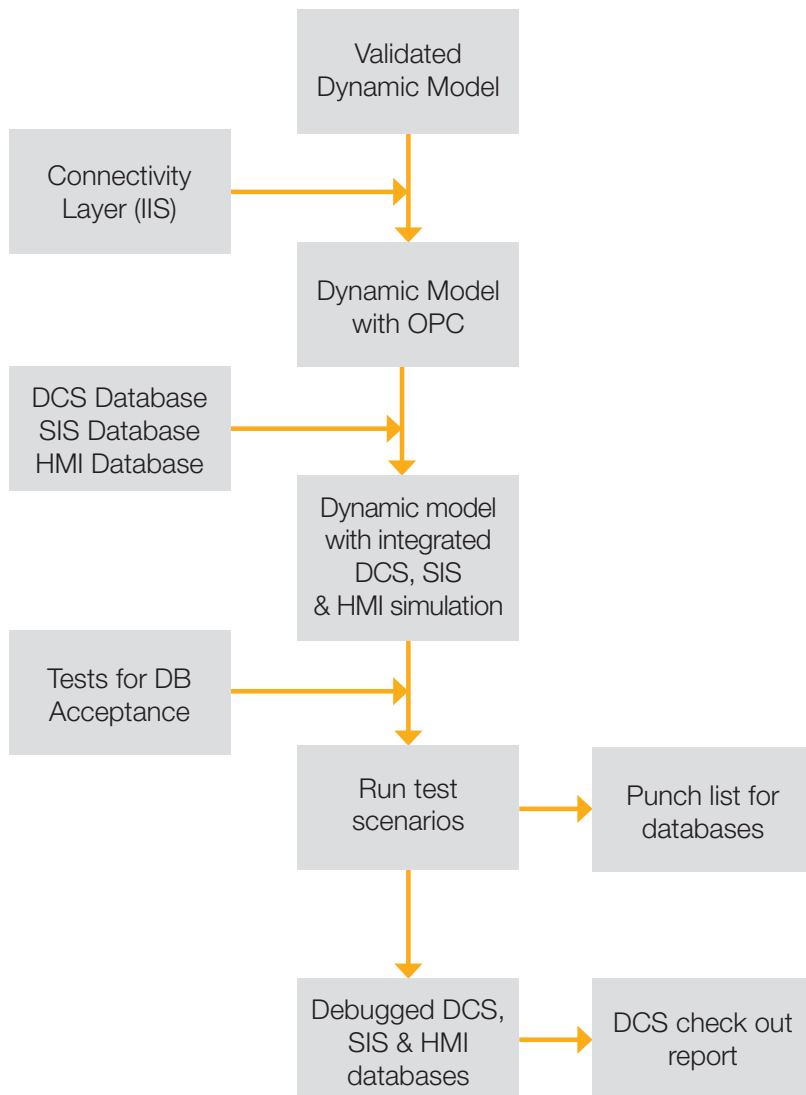 Validated
Dynamic Model
Connectivity
Layer (IIS)
Dynamic Model
with OPC
DCS Database
SIS Database
HMI Database
Dynamic model
with integrated
DCS, SIS
& HMI simulation
Tests for DB
Acceptance
Run test
scenarios
Punch list for
databases
Debugged DCS,
SIS & HMI
databases
DCS check out
report